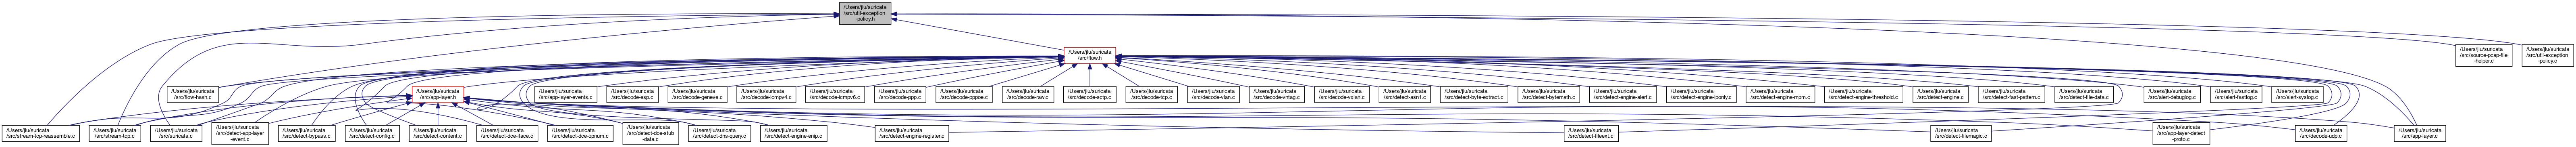 /Users/jlu/suricata
/src/util-exception
-policy.h
/Users/jlu/suricata
/src/flow.h
/Users/jlu/suricata
/src/source-pcap-file
-helper.c
/Users/jlu/suricata
/src/util-exception
-policy.c
/Users/jlu/suricata
/src/flow-hash.c
/Users/jlu/suricata
/src/app-layer.h
/Users/jlu/suricata
/src/app-layer-events.c
/Users/jlu/suricata
/src/decode-esp.c
/Users/jlu/suricata
/src/decode-geneve.c
/Users/jlu/suricata
/src/decode-icmpv4.c
/Users/jlu/suricata
/src/decode-icmpv6.c
/Users/jlu/suricata
/src/decode-ppp.c
/Users/jlu/suricata
/src/decode-pppoe.c
/Users/jlu/suricata
/src/decode-raw.c
/Users/jlu/suricata
/src/decode-sctp.c
/Users/jlu/suricata
/src/decode-tcp.c
/Users/jlu/suricata
/src/decode-vlan.c
/Users/jlu/suricata
/src/decode-vntag.c
/Users/jlu/suricata
/src/decode-vxlan.c
/Users/jlu/suricata
/src/detect-asn1.c
/Users/jlu/suricata
/src/detect-byte-extract.c
/Users/jlu/suricata
/src/detect-bytemath.c
/Users/jlu/suricata
/src/detect-engine-alert.c
/Users/jlu/suricata
/src/detect-engine-iponly.c
/Users/jlu/suricata
/src/detect-engine-mpm.c
/Users/jlu/suricata
/src/detect-engine-threshold.c
/Users/jlu/suricata
/src/detect-engine.c
/Users/jlu/suricata
/src/detect-fast-pattern.c
/Users/jlu/suricata
/src/detect-file-data.c
/Users/jlu/suricata
/src/alert-debuglog.c
/Users/jlu/suricata
/src/alert-fastlog.c
/Users/jlu/suricata
/src/alert-syslog.c
/Users/jlu/suricata
/src/stream-tcp-reassemble.c
/Users/jlu/suricata
/src/stream-tcp.c
/Users/jlu/suricata
/src/suricata.c
/Users/jlu/suricata
/src/detect-app-layer
-event.c
/Users/jlu/suricata
/src/detect-bypass.c
/Users/jlu/suricata
/src/detect-config.c
/Users/jlu/suricata
/src/detect-content.c
/Users/jlu/suricata
/src/detect-dce-iface.c
/Users/jlu/suricata
/src/detect-dce-opnum.c
/Users/jlu/suricata
/src/detect-dce-stub
-data.c
/Users/jlu/suricata
/src/detect-dns-query.c
/Users/jlu/suricata
/src/detect-engine-enip.c
/Users/jlu/suricata
/src/detect-engine-register.c
/Users/jlu/suricata
/src/detect-fileext.c
/Users/jlu/suricata
/src/detect-filemagic.c
/Users/jlu/suricata
/src/app-layer-detect
-proto.c
/Users/jlu/suricata
/src/decode-udp.c
/Users/jlu/suricata
/src/app-layer.c